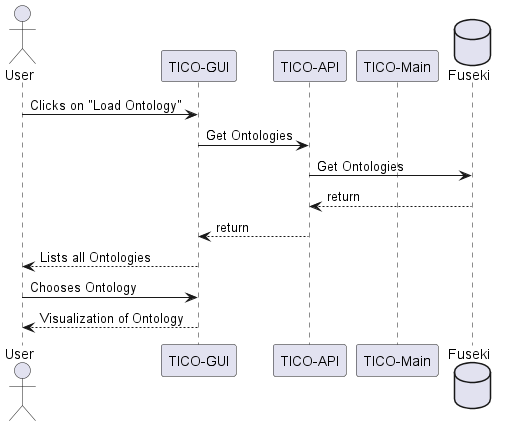 User
TICO-GUI
TICO-API
TICO-Main
Fuseki
Clicks on "Load Ontology"
Get Ontologies
Get Ontologies
return
return
Lists all Ontologies
Chooses Ontology
Visualization of Ontology
User
TICO-GUI
TICO-API
TICO-Main
Fuseki